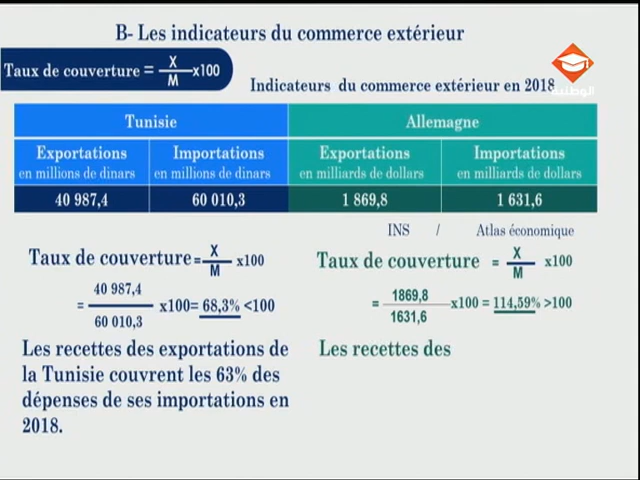 B- Les indicateurs du commerce extérieur
Taux de couverture = X/M x100
الوطنية
Indicateurs du commerce extérieur en 2018
Tunisie Allemagne
Exportations Importations Exportations Importations
en millions de dinars en millions de dinars en milliards de dollars en milliards de dollars
40 987,4 60 010,3 1 869,8 1 631,6
INS / Atlas économique
Taux de couverture = X/M x100
= 40 987,4 / 60 010,3 x100= 68,3% <100
Les recettes des exportations de
la Tunisie couvrent les 63% des
dépenses de ses importations en
2018.
Taux de couverture = X/M x100
= 1869,8 / 1631,6 x100 = 114,59% >100
Les recettes des